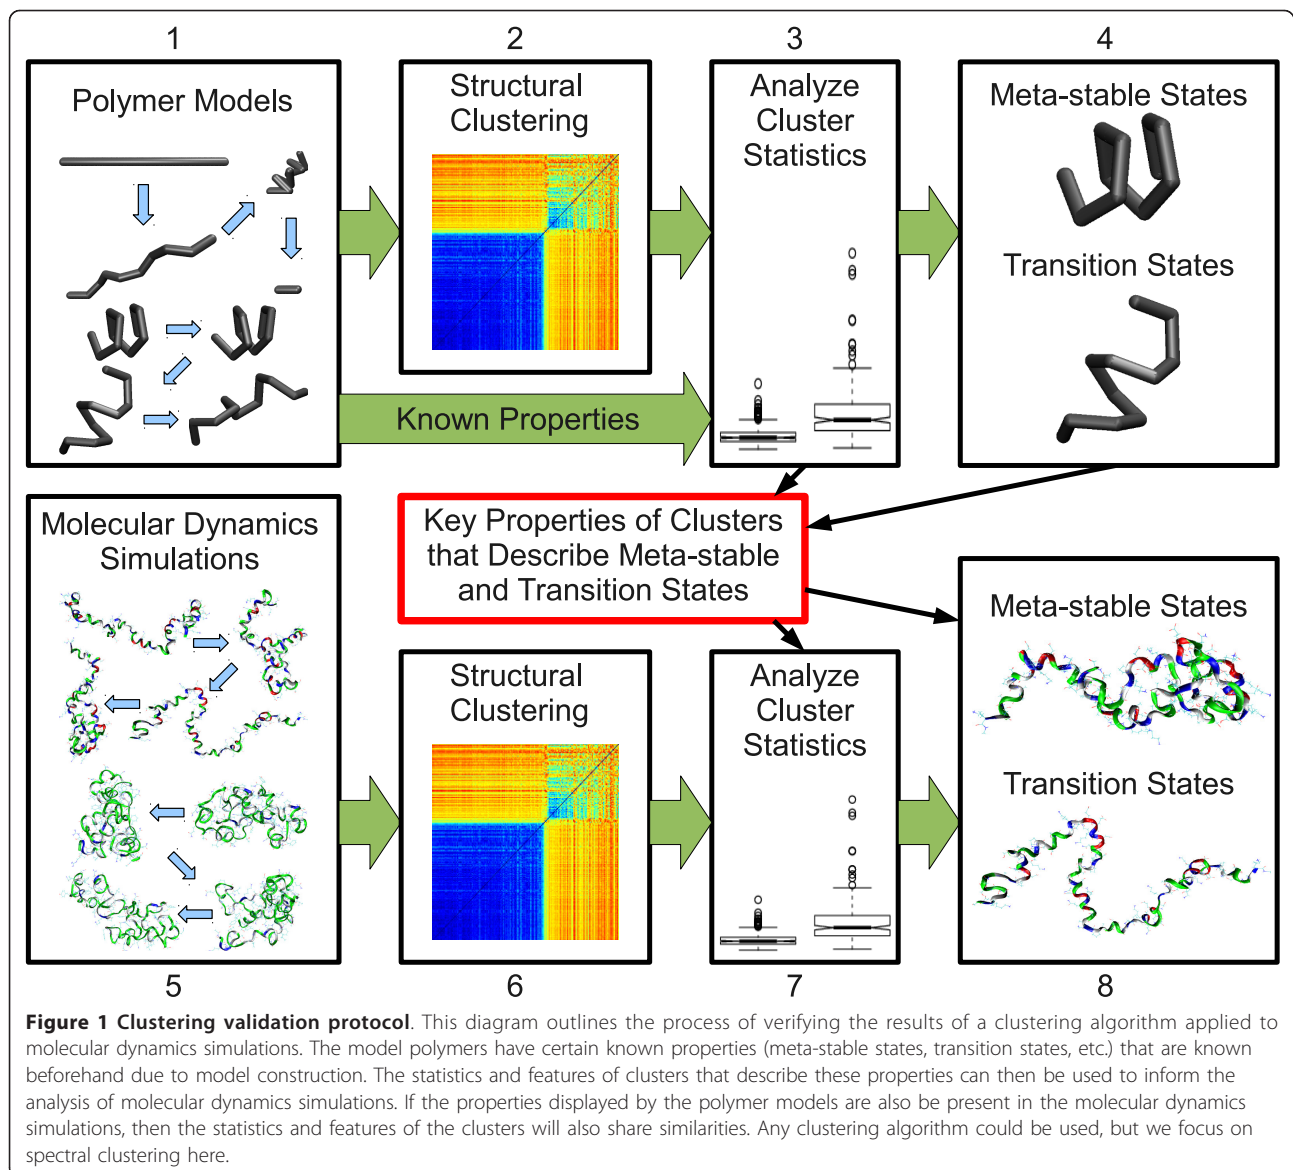 1
2
3
4
Polymer Models
Structural
Clustering
Analyze
Cluster
Statistics
Meta-stable States
Transition States
Known Properties
Key Properties of Clusters
that Describe Meta-stable
and Transition States
Molecular Dynamics
Simulations
Structural
Clustering
Analyze
Cluster
Statistics
Meta-stable States
Transition States
5
6
7
8
Figure 1 Clustering validation protocol. This diagram outlines the process of verifying the results of a clustering algorithm applied to
molecular dynamics simulations. The model polymers have certain known properties (meta-stable states, transition states, etc.) that are known
beforehand due to model construction. The statistics and features of clusters that describe these properties can then be used to inform the
analysis of molecular dynamics simulations. If the properties displayed by the polymer models are also be present in the molecular dynamics
simulations, then the statistics and features of the clusters will also share similarities. Any clustering algorithm could be used, but we focus on
spectral clustering here.